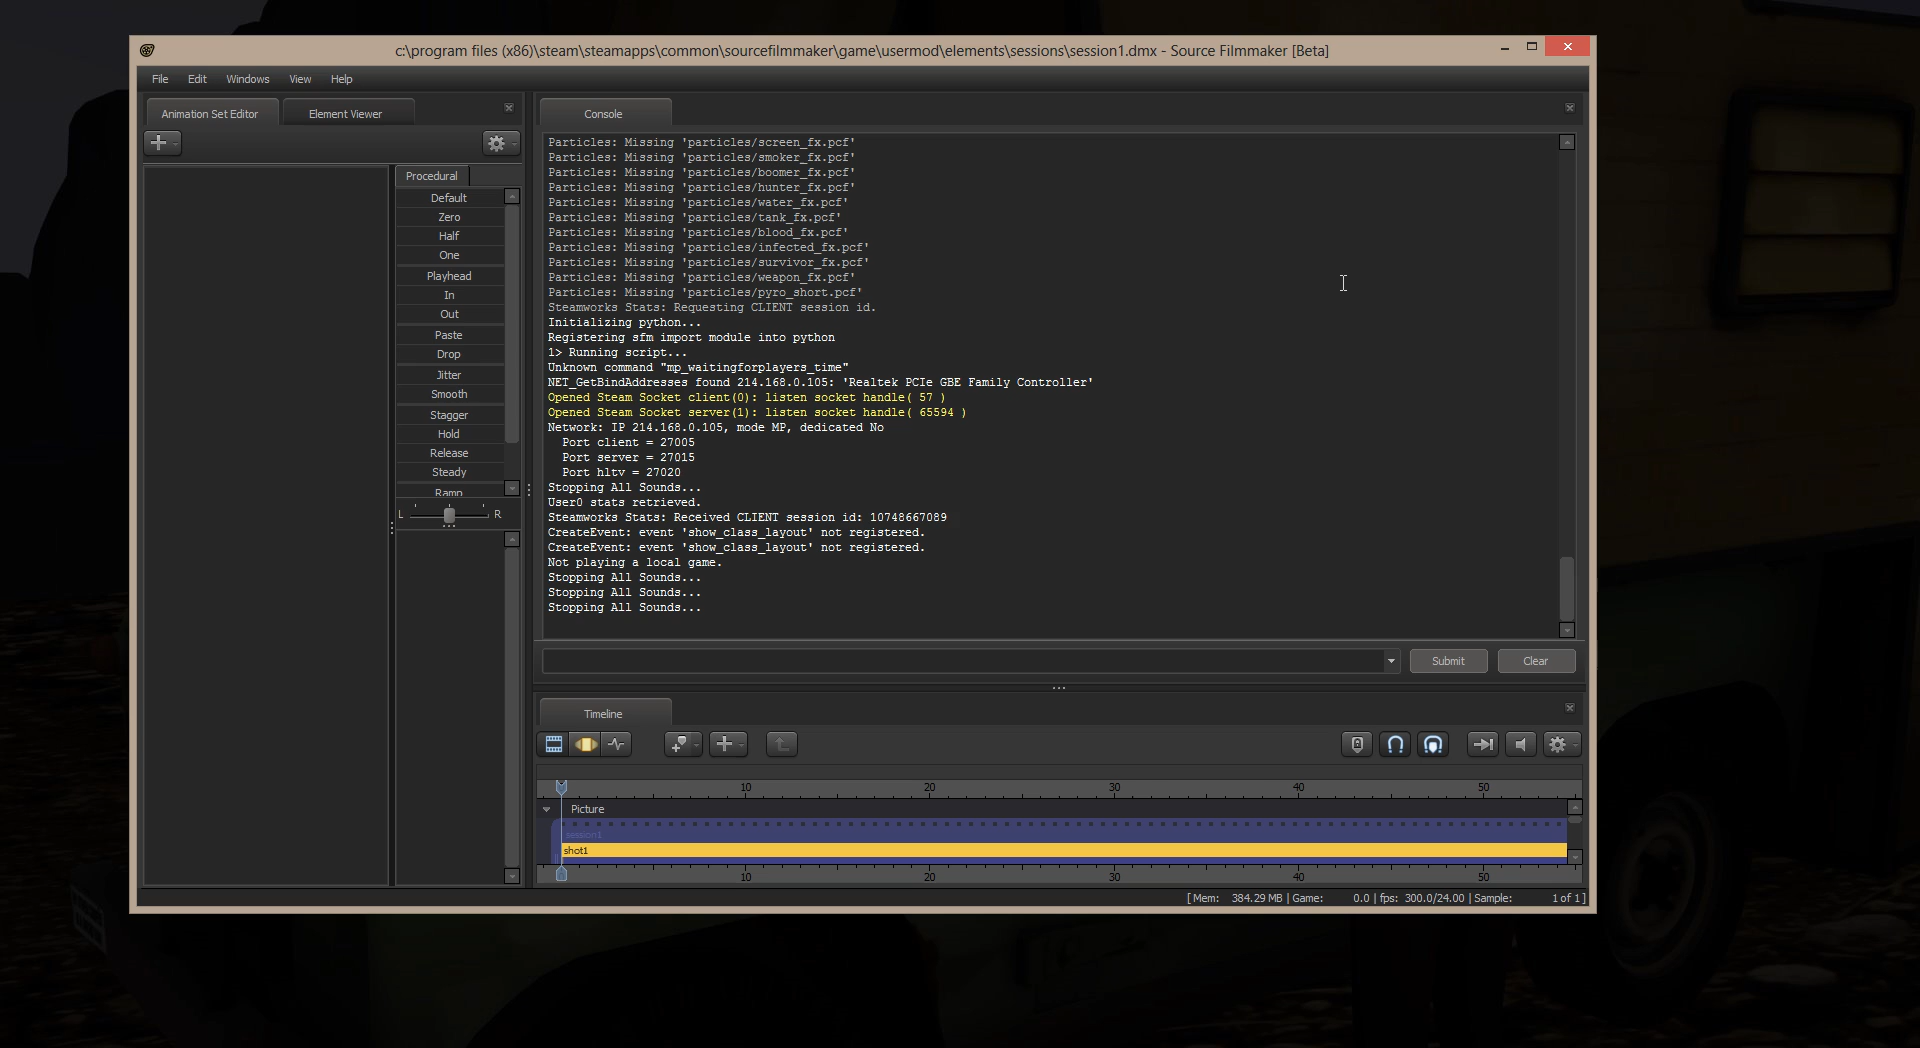 c:\program files (x86)\steam\steamapps\common\sourcefilmmaker\game\usermod\elements\sessions\session1.dmx - Source Filmmaker [Beta]
File Edit Windows View Help
Animation Set Editor Element Viewer
Procedural
Default
Zero
Half
One
Playhead
In
Out
Paste
Drop
Jitter
Smooth
Stagger
Hold
Release
Steady
Ramp
L R
Console
Particles: Missing 'particles/screen_fx.pcf'
Particles: Missing 'particles/smoker_fx.pcf'
Particles: Missing 'particles/boomer_fx.pcf'
Particles: Missing 'particles/hunter_fx.pcf'
Particles: Missing 'particles/water_fx.pcf'
Particles: Missing 'particles/tank_fx.pcf'
Particles: Missing 'particles/blood_fx.pcf'
Particles: Missing 'particles/infected_fx.pcf'
Particles: Missing 'particles/survivor_fx.pcf'
Particles: Missing 'particles/weapon_fx.pcf'
Particles: Missing 'particles/pyro_short.pcf'
Steamworks Stats: Requesting CLIENT session id.
Initializing python...
Registering sfm import module into python
1> Running script...
Unknown command "mp_waitingforplayers_time"
NET_GetBindAddresses found 214.168.0.105: 'Realtek PCIe GBE Family Controller'
Opened Steam Socket client(0): listen socket handle( 57 )
Opened Steam Socket server(1): listen socket handle( 65594 )
Network: IP 214.168.0.105, mode MP, dedicated No
Port client = 27005
Port server = 27015
Port hltv = 27020
Stopping All Sounds...
User0 stats retrieved.
Steamworks Stats: Received CLIENT session id: 10748667089
CreateEvent: event 'show_class_layout' not registered.
CreateEvent: event 'show_class_layout' not registered.
Not playing a local game.
Stopping All Sounds...
Stopping All Sounds...
Stopping All Sounds...
Submit Clear
Timeline
10 20 30 40 50
Picture
session1
shot1
10 20 30 40 50
[ Mem: 384.29 MB | Game: 0.0 | fps: 300.0/24.00 | Sample: 1 of 1 ]